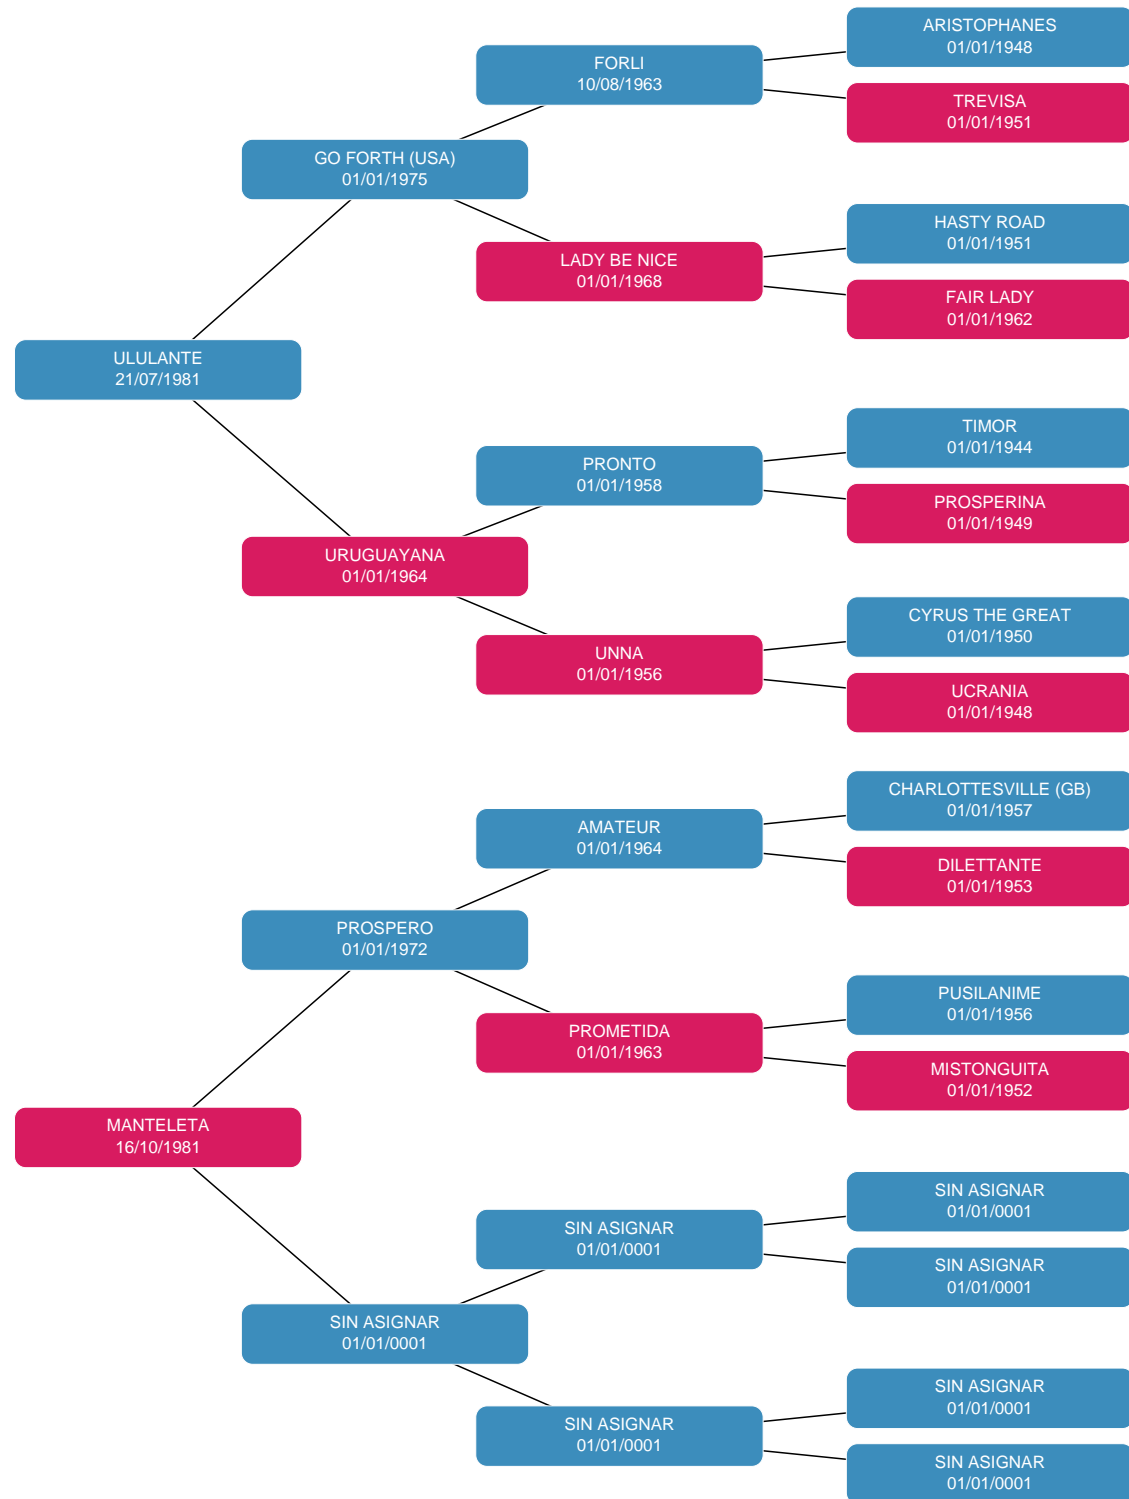 ARISTOPHANES
01/01/1948
FORLI
10/08/1963
TREVISA
01/01/1951
GO FORTH (USA)
01/01/1975
HASTY ROAD
01/01/1951
LADY BE NICE
01/01/1968
FAIR LADY
01/01/1962
ULULANTE
21/07/1981
TIMOR
01/01/1944
PRONTO
01/01/1958
PROSPERINA
01/01/1949
URUGUAYANA
01/01/1964
CYRUS THE GREAT
01/01/1950
UNNA
01/01/1956
UCRANIA
01/01/1948
CHARLOTTESVILLE (GB)
01/01/1957
AMATEUR
01/01/1964
DILETTANTE
01/01/1953
PROSPERO
01/01/1972
PUSILANIME
01/01/1956
PROMETIDA
01/01/1963
MISTONGUITA
01/01/1952
MANTELETA
16/10/1981
SIN ASIGNAR
01/01/0001
SIN ASIGNAR
01/01/0001
SIN ASIGNAR
01/01/0001
SIN ASIGNAR
01/01/0001
SIN ASIGNAR
01/01/0001
SIN ASIGNAR
01/01/0001
SIN ASIGNAR
01/01/0001